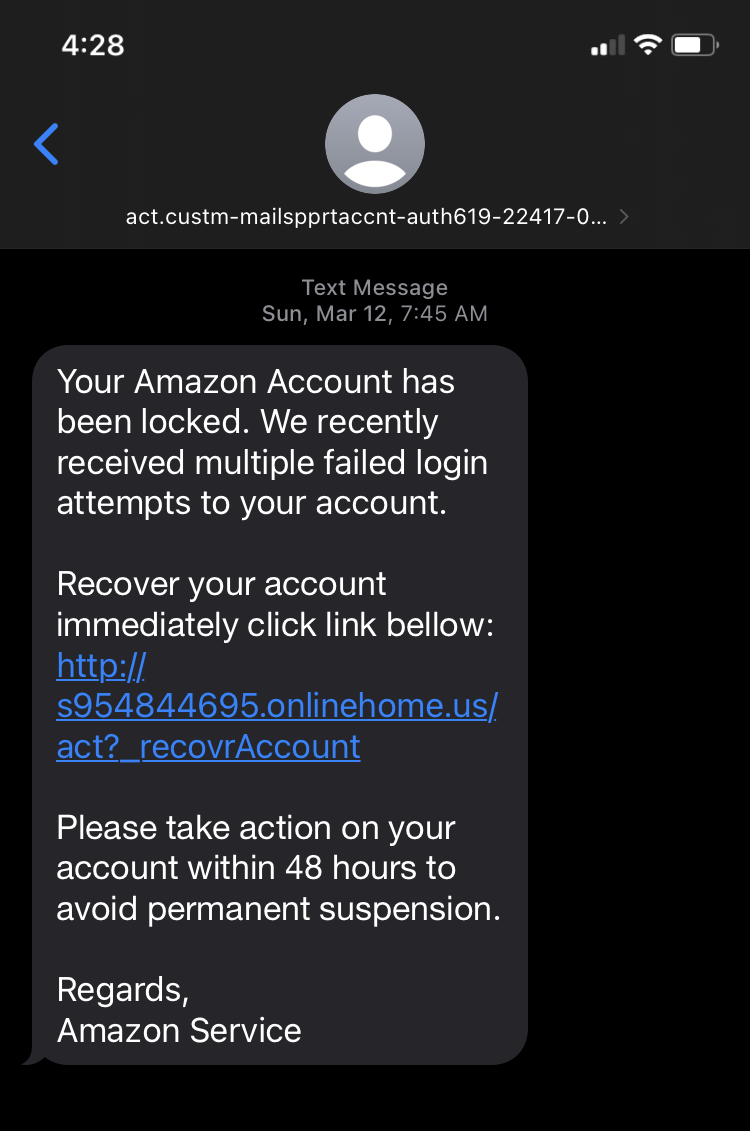 4:28
act.custm-mailspprtaccnt-auth619-22417-0...
Text Message
Sun, Mar 12, 7:45 AM
Your Amazon Account has
been locked. We recently
received multiple failed login
attempts to your account.
Recover your account
immediately click link bellow:
http://
s954844695.onlinehome.us/
act?_recovrAccount
Please take action on your
account within 48 hours to
avoid permanent suspension.
Regards,
Amazon Service